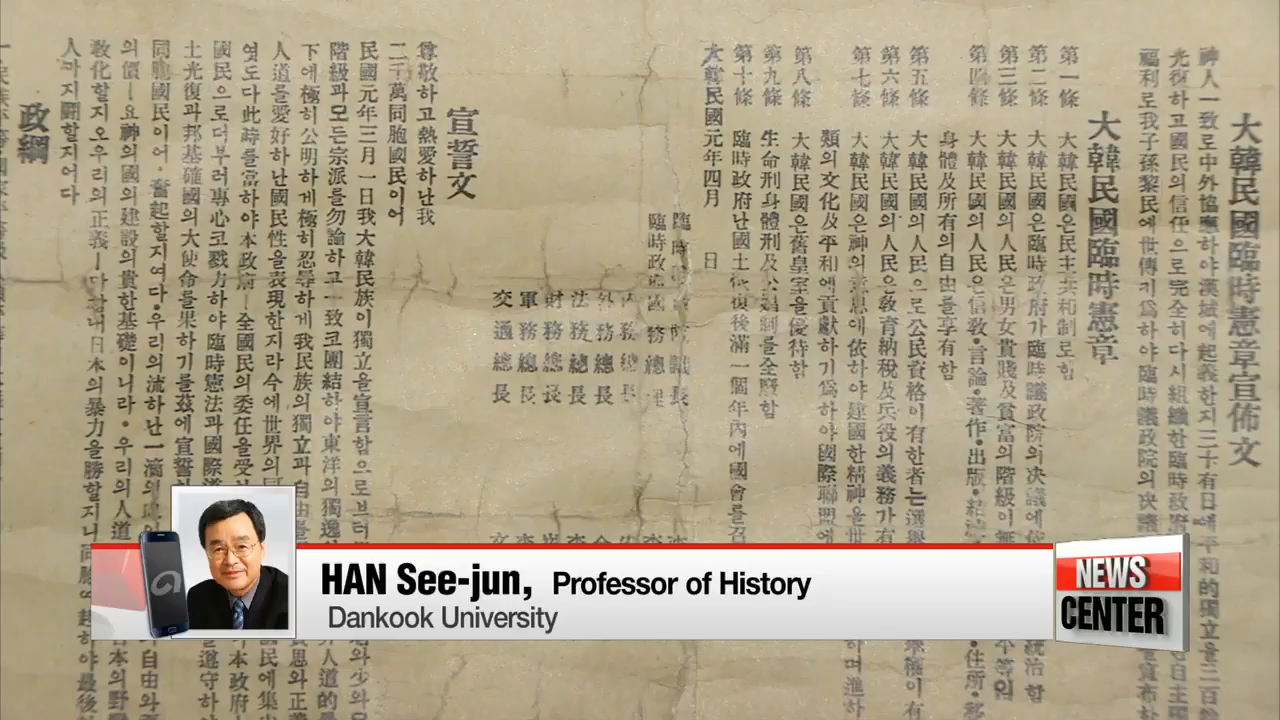 大韓民國臨時憲章宣佈文
神人一致로中外協應하야漢城에起義한지三十有日에平和的獨立을三百
光復하고國民의信任으로完全히다시組織한臨時政府
福利로我子孫黎民에世傳키爲하야臨時議政院의決議
大韓民國臨時憲章
第一條 大韓民國은民主共和制로함
第二條 大韓民國은臨時政府가臨時議政院의決議에依 統治함
第三條 大韓民國의人民은男女貴賤及貧富의階級이無
第四條 大韓民國의人民은信敎·言論·著作·出版· 住所·移
身體及所有의自由를享有함
第五條 大韓民國의人民으로公民資格이有한者는選擧
第六條 大韓民國의人民은敎育納稅及兵役의義務가有
第七條 大韓民國은神의意思에依하야建國한精神을世
類의文化及平和에貢獻하기爲하야國際聯盟에
第八條 大韓民國은舊皇室을優待함
第九條 生命刑身體刑及公娼制를全廢함
第十條 臨時政府난國土恢復後滿一個年內에國會를召
大韓民國元年四月 日
臨時政府國務總理
務總長
外務總長
法務總長
財務總長
軍務總長
交通總長
宣誓文
尊敬하고熱愛하난我
二千萬同胞國民이어
民國元年三月一日我大韓民族이獨立을宣言함으로브터
階級과모든宗派를勿論하고一致코團結하야東洋의獨逸
下에極히公明하게極히忍辱하게我民族의獨立과自由를
人道를愛好하난國民性을表現한지라今에世界의
엿도다此時를當하야本政府ㅣ全國民의委任을受
國民으로더부러專心코戮力하야臨時憲法과國際
土光復과邦基確國의大使命을果하기를玆에宣誓
同胞國民이어·奮起할지여다·우리의流하난一滴의
의價ㅣ요神의國의建設의貴한基礎이니라·우리의人道
敎化할지오우리의正義ㅣ日本의暴力을勝할지니
人까지鬪할지어다
政綱
HAN See-jun, Professor of History
Dankook University
NEWS
CENTER